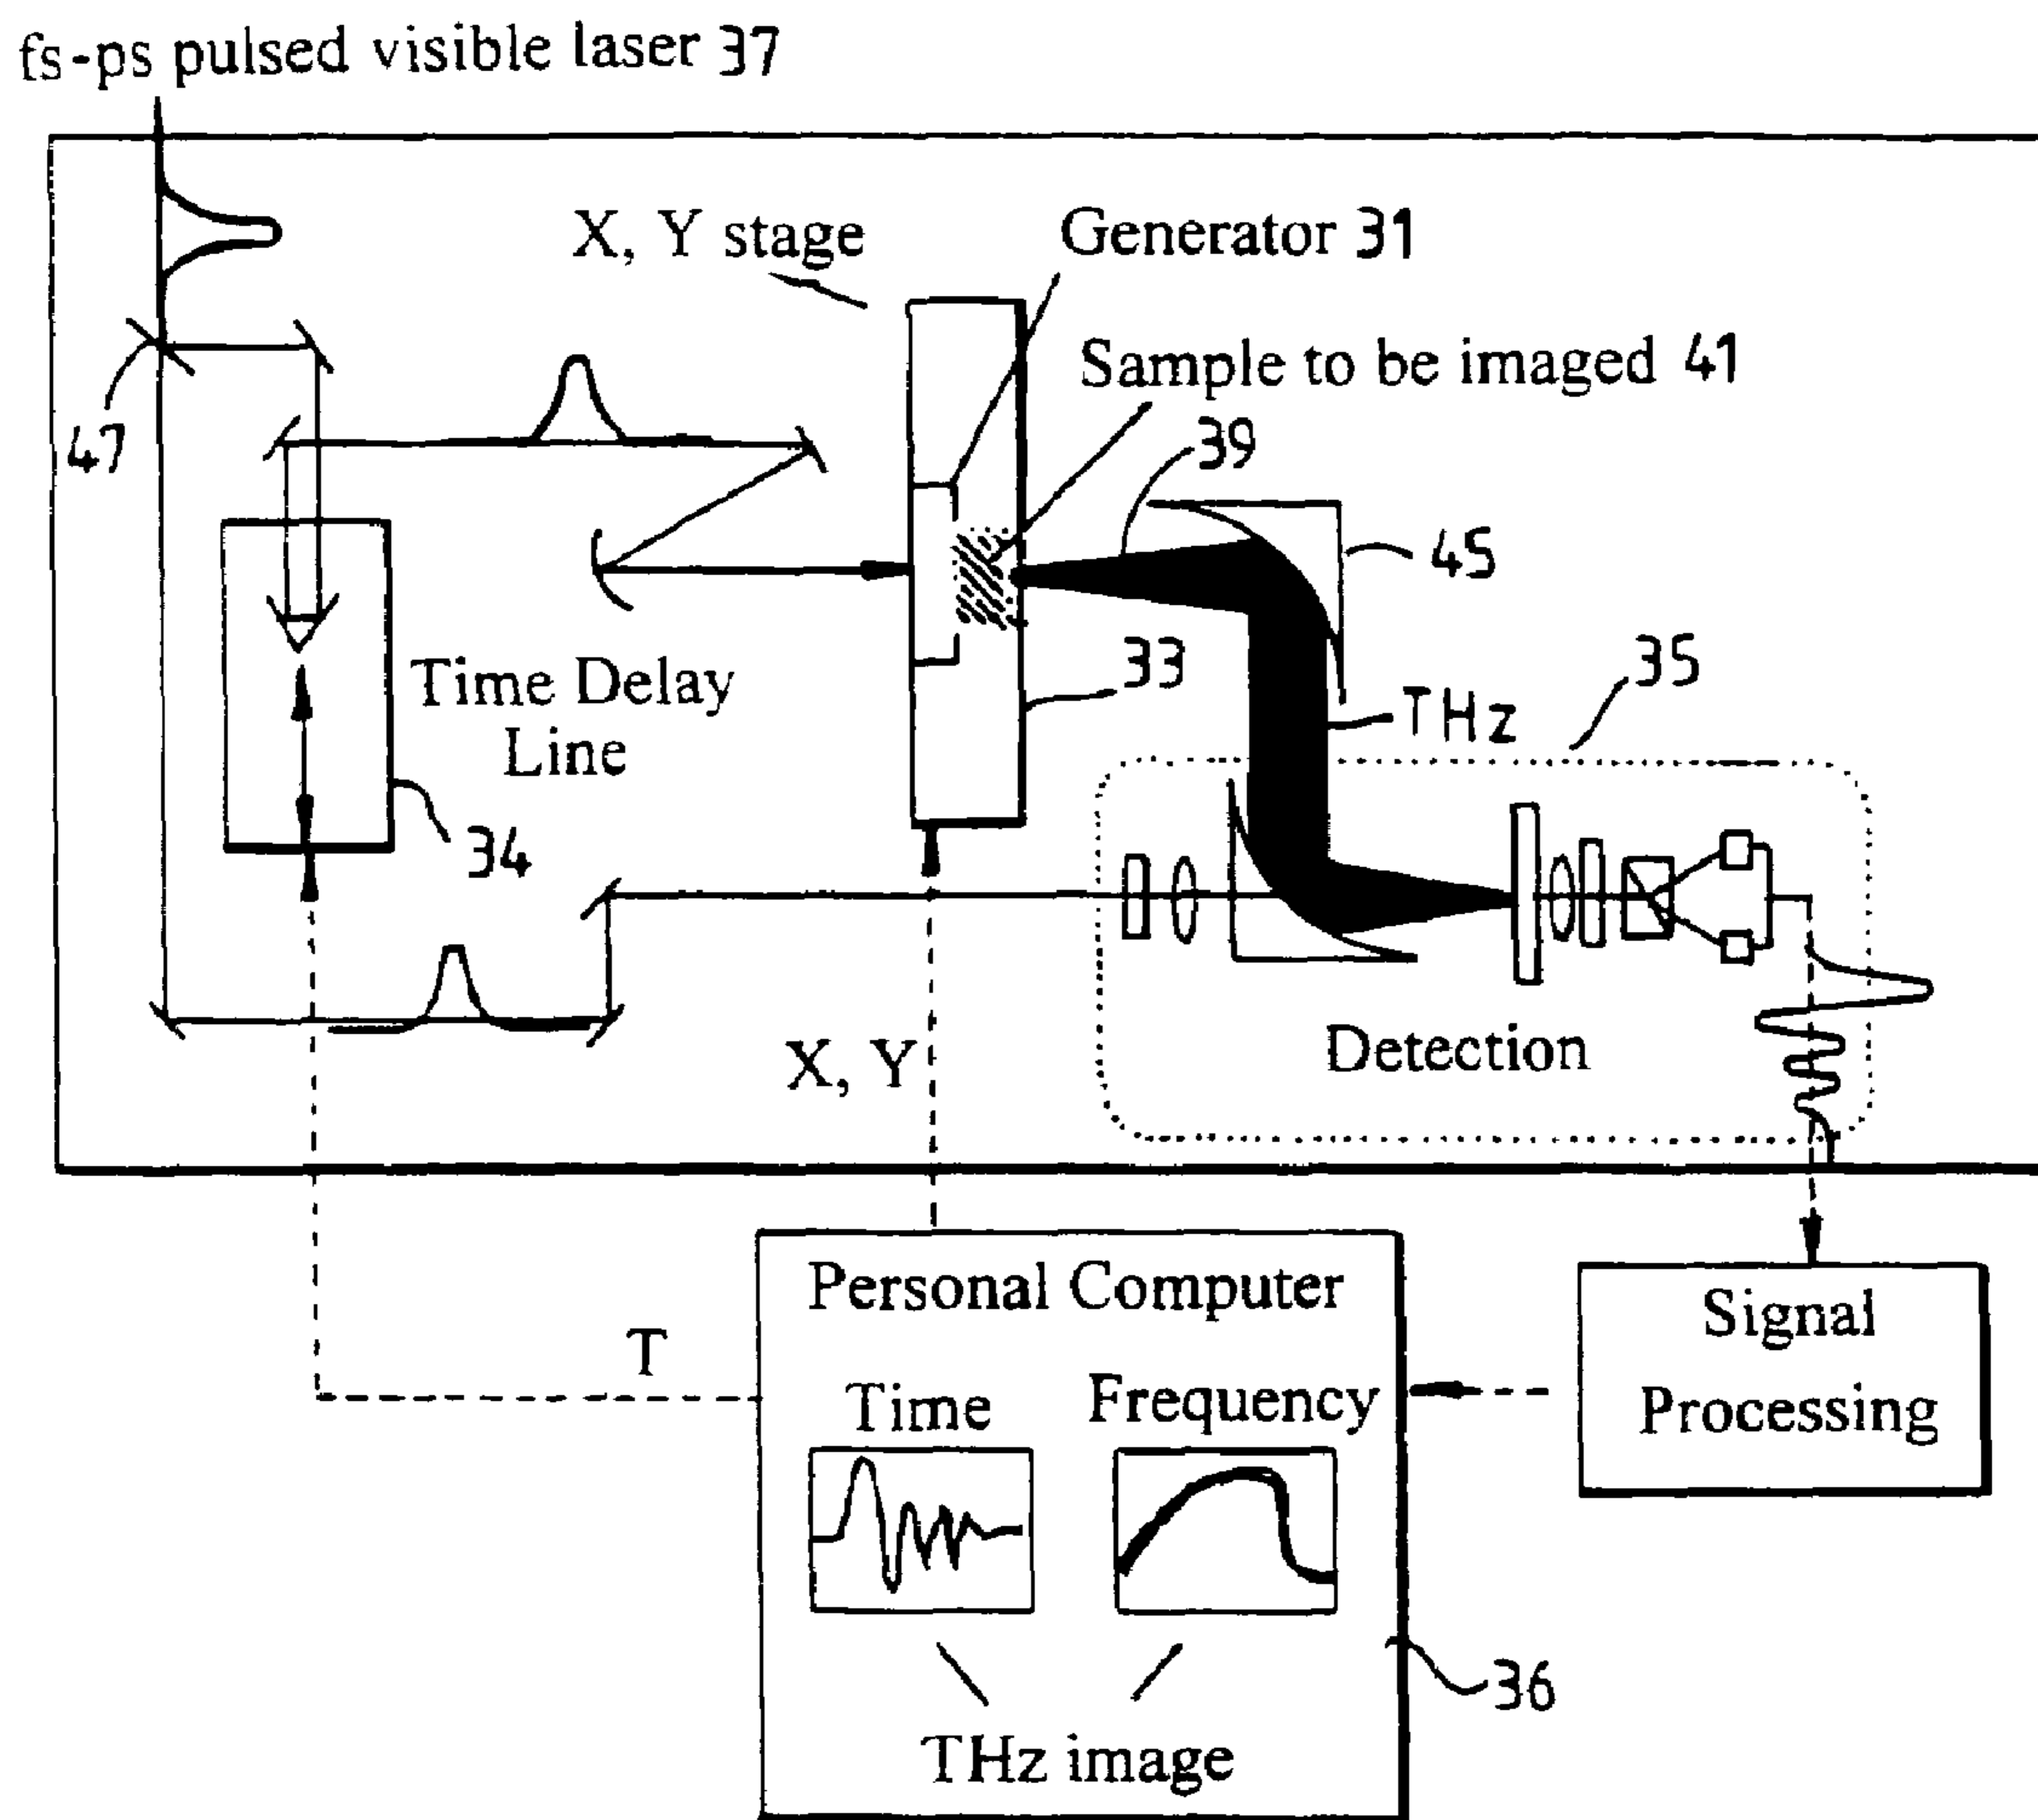 fs-ps pulsed visible laser 37
X, Y stage
Generator 31
Sample to be imaged 41
47
39
45
Time Delay
Line
33
THz
35
34
X, Y
Detection
Personal Computer
T
Time
Frequency
Signal
Processing
36
THz image